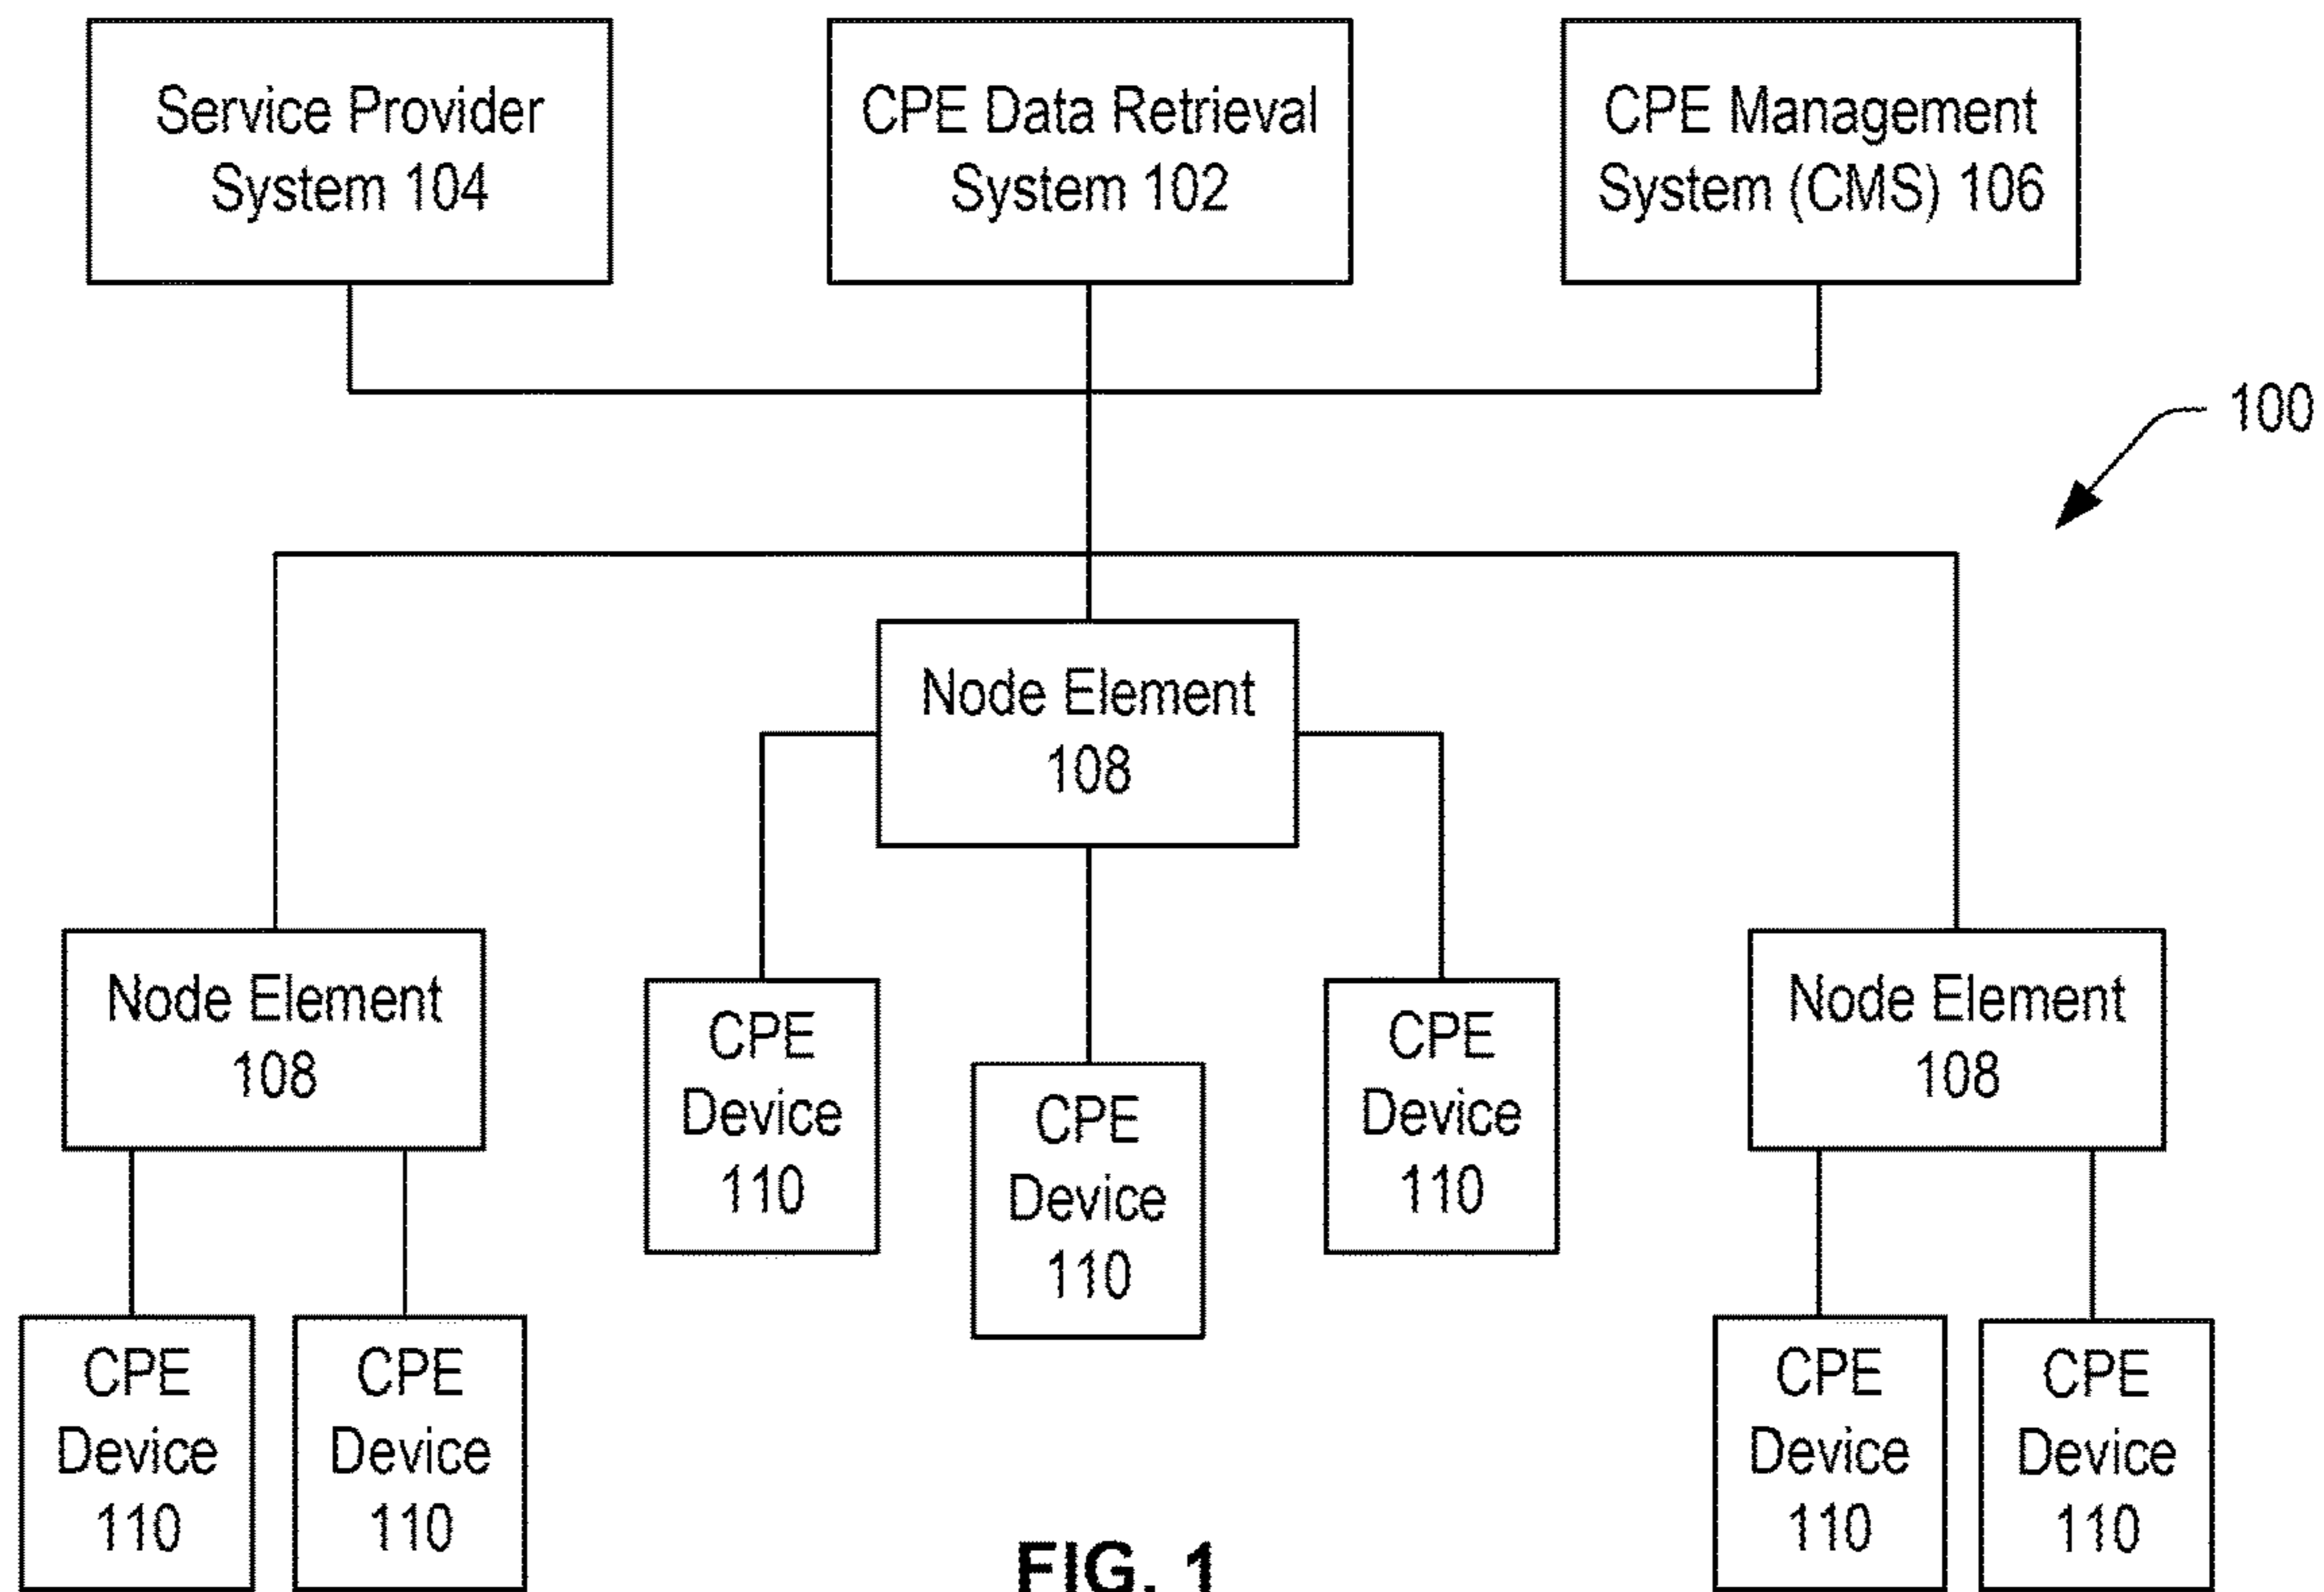 Service Provider
System 104
CPE Data Retrieval
System 102
CPE Management
System (CMS) 106
100
Node Element
108
Node Element
108
CPE
Device
110
CPE
Device
110
CPE
Device
110
Node Element
108
CPE
Device
110
CPE
Device
110
CPE
Device
110
CPE
Device
110
FIG. 1